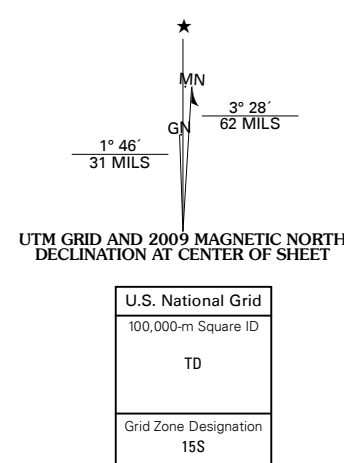 MN
GN
3° 28´
62 MILS
1° 46´
31 MILS
UTM GRID AND 2009 MAGNETIC NORTH
DECLINATION AT CENTER OF SHEET
U.S. National Grid
100,000-m Square ID
TD
Grid Zone Designation
15S